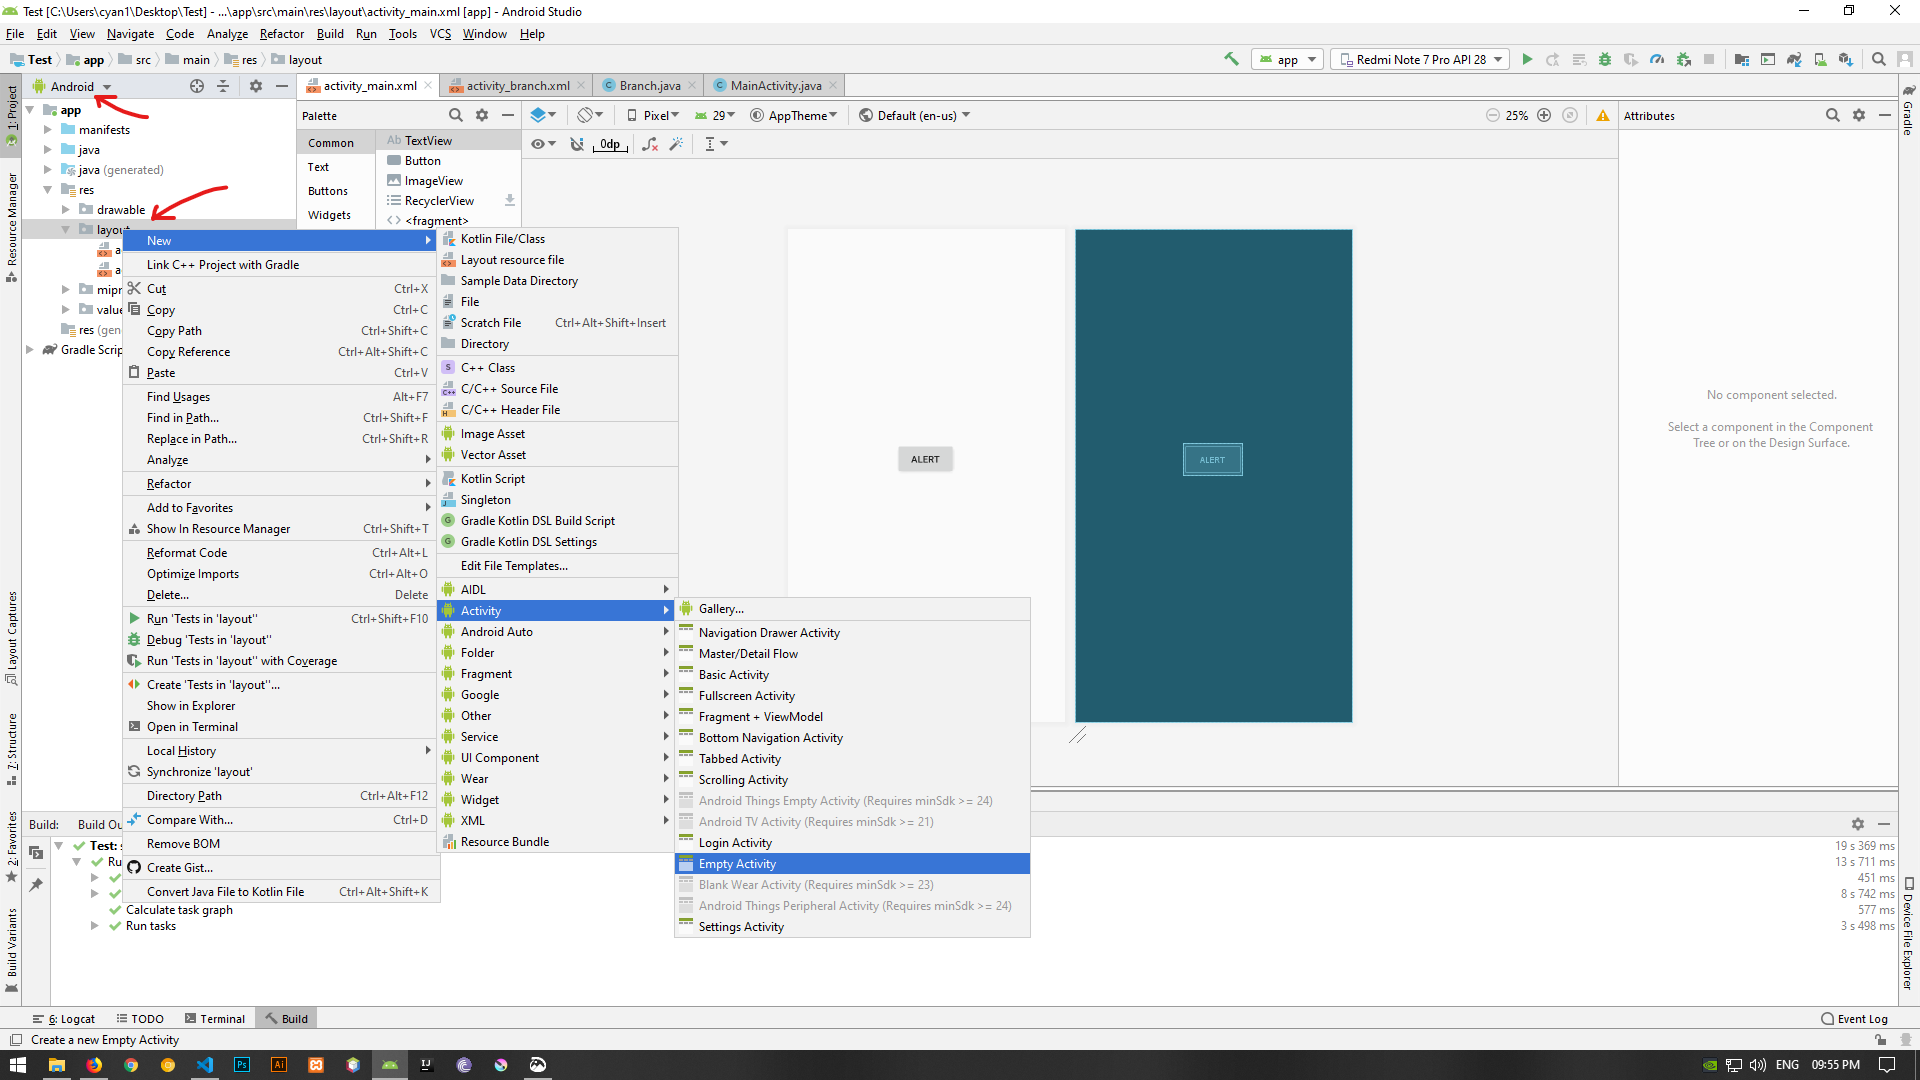 Test [C:\Users\cyan1\Desktop\Test] - ...\app\src\main\res\layout\activity_main.xml [app] - Android Studio
File Edit View Navigate Code Analyze Refactor Build Run Tools VCS Window Help
Test app src main res layout
app Redmi Note 7 Pro API 28
Android
activity_main.xml activity_branch.xml Branch.java MainActivity.java
1: Project
Resource Manager
Layout Captures
7: Structure
2: Favorites
Build Variants
app
manifests
java
java (generated)
res
drawable
layout
a
a
mipr
value
res (gen
Gradle Scrip
Palette
Common
Text
Buttons
Widgets
Ab TextView
Button
ImageView
RecyclerView
<> <fragment>
Pixel 29 AppTheme Default (en-us) 25%
0dp
Attributes
No component selected.
Select a component in the Component
Tree or on the Design Surface.
Gradle
Device File Explorer
ALERT
ALERT
New
Link C++ Project with Gradle
Cut Ctrl+X
Copy Ctrl+C
Copy Path Ctrl+Shift+C
Copy Reference Ctrl+Alt+Shift+C
Paste Ctrl+V
Find Usages Alt+F7
Find in Path... Ctrl+Shift+F
Replace in Path... Ctrl+Shift+R
Analyze
Refactor
Add to Favorites
Show In Resource Manager Ctrl+Shift+T
Reformat Code Ctrl+Alt+L
Optimize Imports Ctrl+Alt+O
Delete... Delete
Run 'Tests in 'layout'' Ctrl+Shift+F10
Debug 'Tests in 'layout''
Run 'Tests in 'layout'' with Coverage
Create 'Tests in 'layout''...
Show in Explorer
Open in Terminal
Local History
Synchronize 'layout'
Directory Path Ctrl+Alt+F12
Compare With... Ctrl+D
Remove BOM
Create Gist...
Convert Java File to Kotlin File Ctrl+Alt+Shift+K
Kotlin File/Class
Layout resource file
Sample Data Directory
File
Scratch File Ctrl+Alt+Shift+Insert
Directory
C++ Class
C/C++ Source File
C/C++ Header File
Image Asset
Vector Asset
Kotlin Script
Singleton
Gradle Kotlin DSL Build Script
Gradle Kotlin DSL Settings
Edit File Templates...
AIDL
Activity
Android Auto
Folder
Fragment
Google
Other
Service
UI Component
Wear
Widget
XML
Resource Bundle
Gallery...
Navigation Drawer Activity
Master/Detail Flow
Basic Activity
Fullscreen Activity
Fragment + ViewModel
Bottom Navigation Activity
Tabbed Activity
Scrolling Activity
Android Things Empty Activity (Requires minSdk >= 24)
Android TV Activity (Requires minSdk >= 21)
Login Activity
Empty Activity
Blank Wear Activity (Requires minSdk >= 23)
Android Things Peripheral Activity (Requires minSdk >= 24)
Settings Activity
Build: Build Ou
Test: s 19 s 369 ms
Ru 13 s 711 ms
451 ms
8 s 742 ms
Calculate task graph 577 ms
Run tasks 3 s 498 ms
6: Logcat TODO Terminal Build Event Log
Create a new Empty Activity
Ps Ai IJ
ENG 09:55 PM